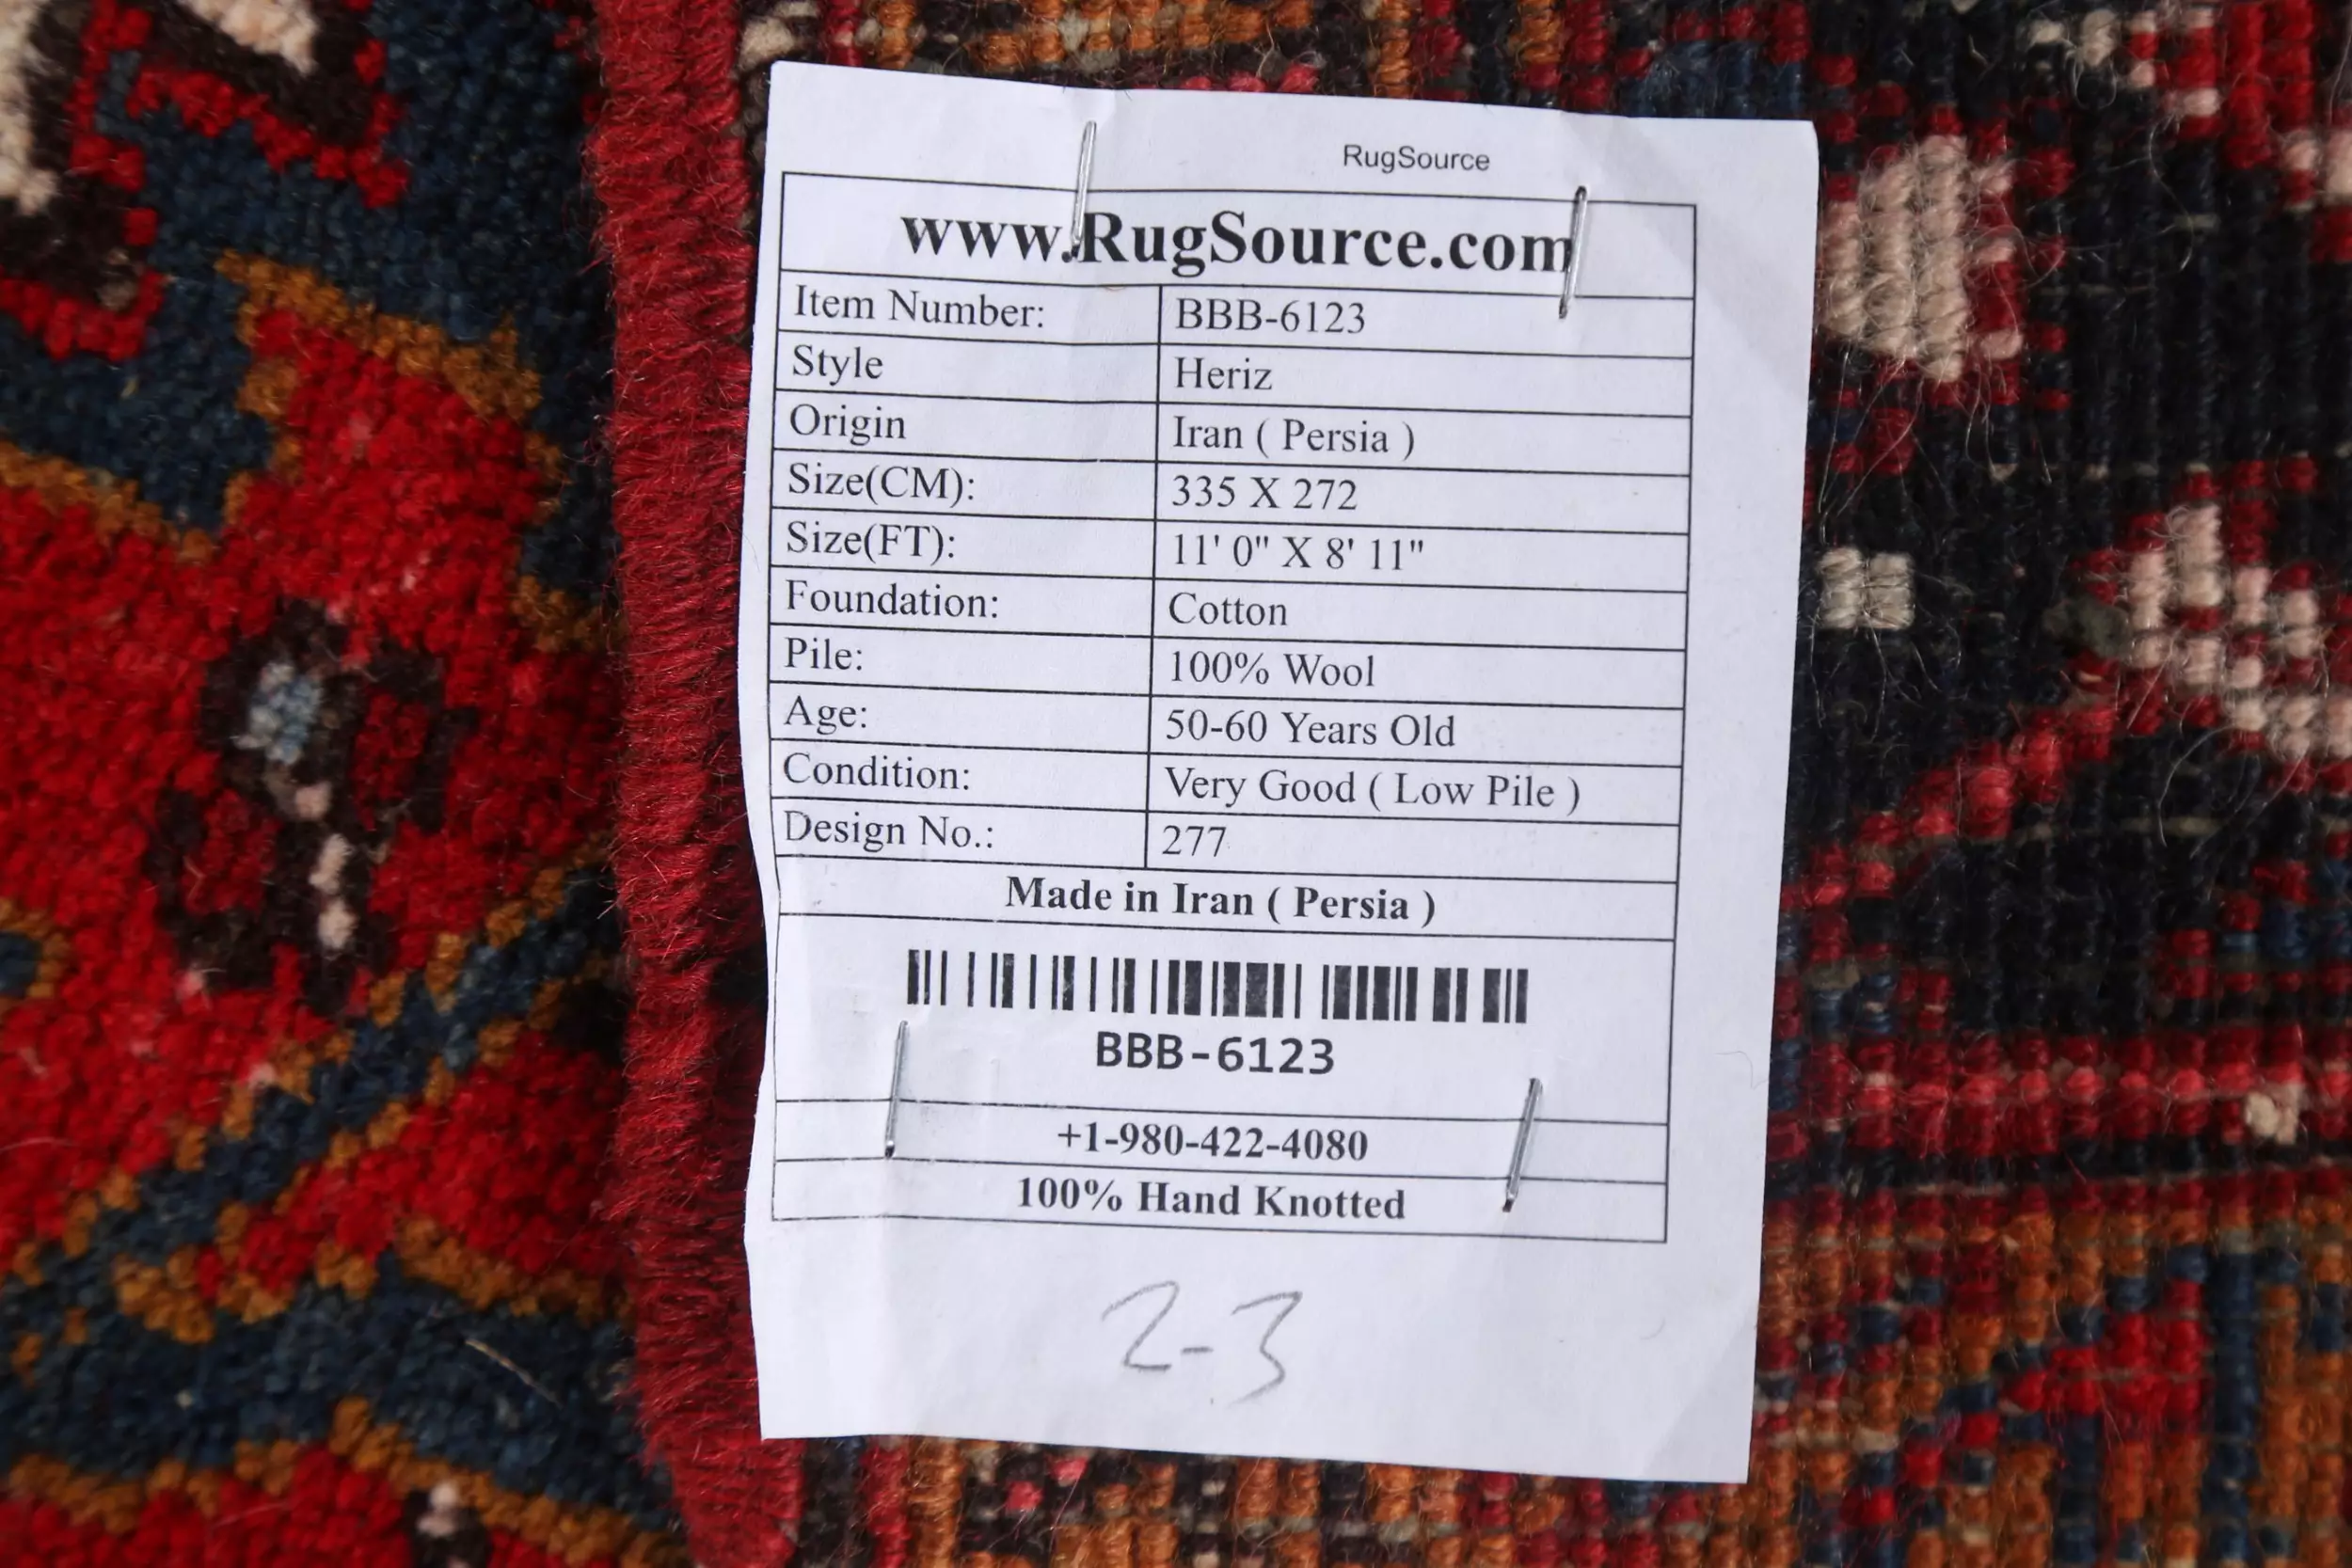 RugSource
www.RugSource.com
Item Number: BBB-6123
Style Heriz
Origin Iran ( Persia )
Size(CM): 335 X 272
Size(FT): 11' 0" X 8' 11"
Foundation: Cotton
Pile: 100% Wool
Age: 50-60 Years Old
Condition: Very Good ( Low Pile )
Design No.: 277
Made in Iran ( Persia )
BBB-6123
+1-980-422-4080
100% Hand Knotted
2-3